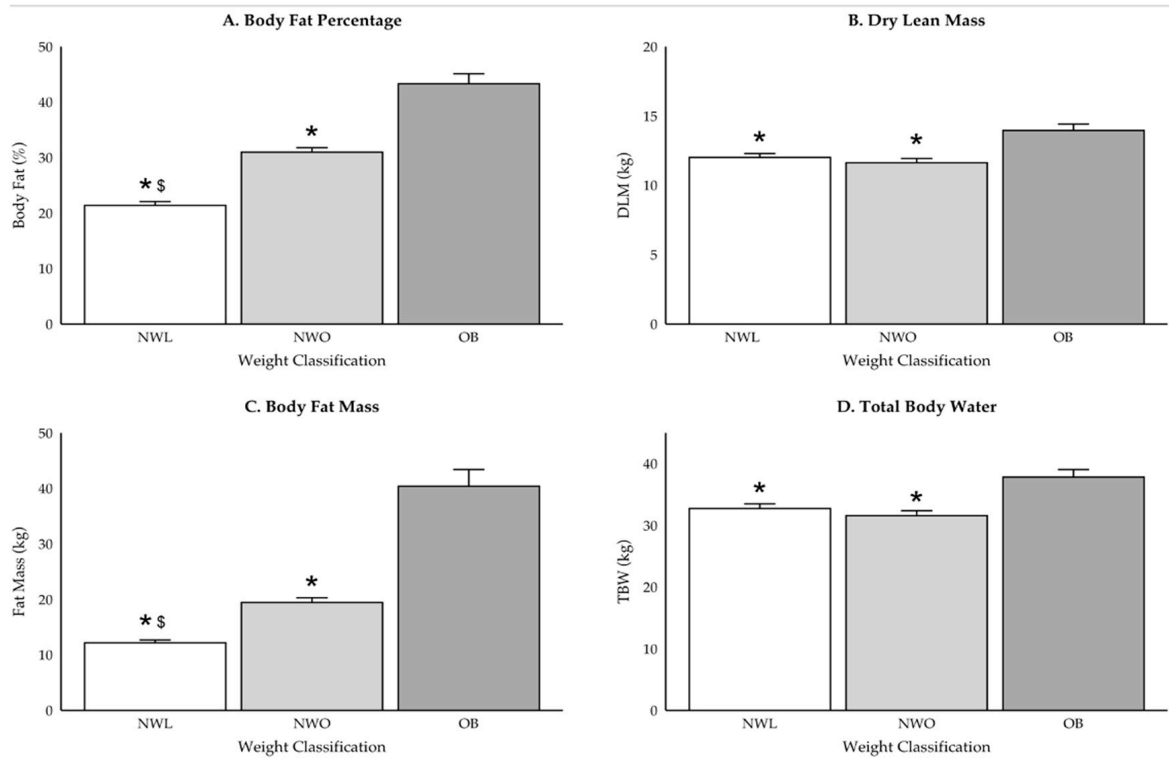 A. Body Fat Percentage
Body Fat (%)
50
40
30
20
10
0
* $
*
NWL NWO OB
Weight Classification
B. Dry Lean Mass
DLM (kg)
20
15
10
5
0
*
*
NWL NWO OB
Weight Classification
C. Body Fat Mass
Fat Mass (kg)
50
40
30
20
10
0
* $
*
NWL NWO OB
Weight Classification
D. Total Body Water
TBW (kg)
40
30
20
10
0
*
*
NWL NWO OB
Weight Classification